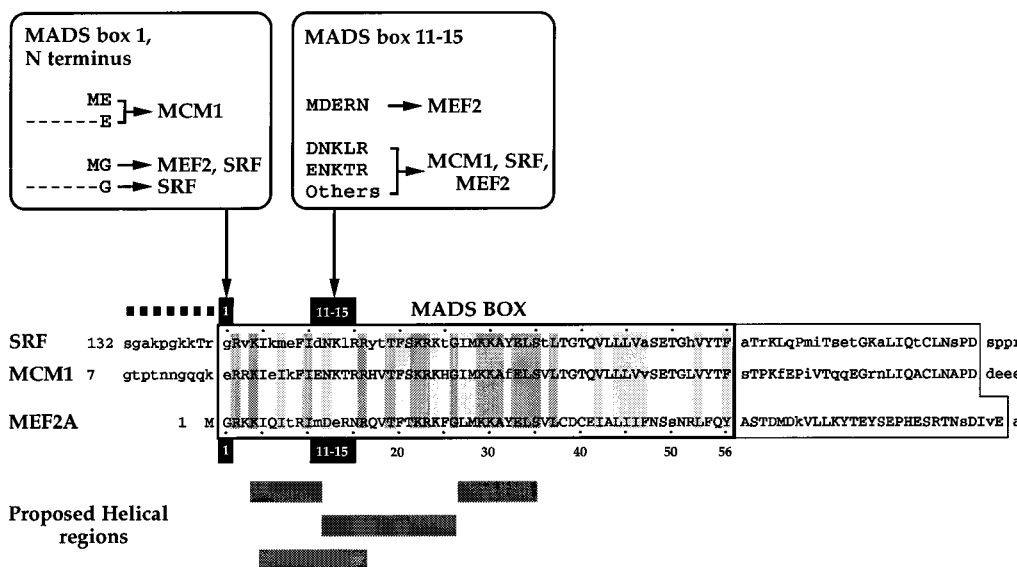 MADS box 1,
N terminus
ME
------E
MCM1
MG
MEF2, SRF
------G
SRF
MADS box 11-15
MDERN
MEF2
DNKLR
ENKTR
Others
MCM1, SRF,
MEF2
1
11-15
MADS BOX
SRF 132 sgakpgkkTr gRvKIkmeFIdNKlRRytTFSKRKtGIMKKAYELStLTGTQVLLLVaSETGhVYTF aTrKLqPmiTsetGKaLIQtCLNsPD sppr
MCM1 7 gtptnngqqk eRRKIeIkFIENKTRRHVTFSKRKHGIMKKAfELSVLTGTQVLLLVvSETGLVYTF sTPKfEPiVTqqEGrnLIQACLNAPD deee
MEF2A 1 M GRKKIQItRImDeRNRQVTFTKRKFGLMKKAYELSVLCDCEIALIIFNSsNRLFQY ASTDMDkVLLKYTEYSEPHESRTNsDIvE a
1
11-15
20 30 40 50 56
Proposed Helical
regions